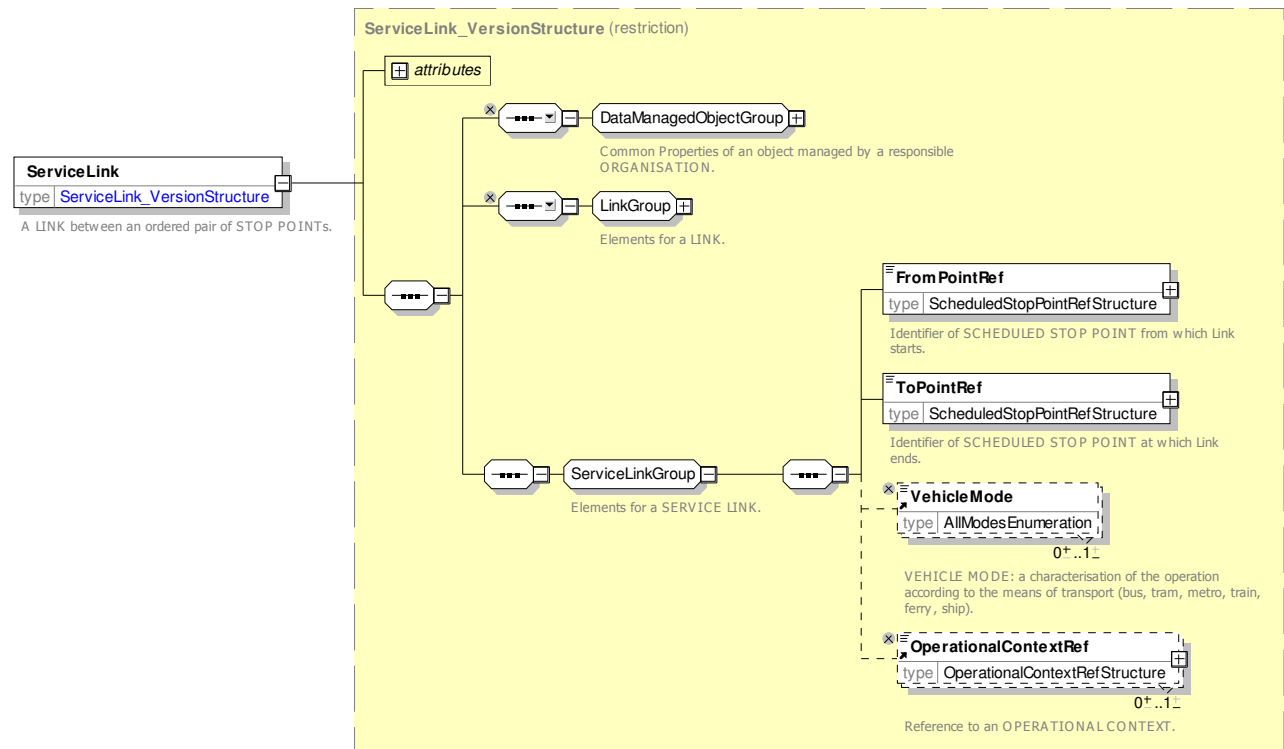 ServiceLink_VersionStructure (restriction)
attributes
DataManagedObjectGroup
Common Properties of an object managed by a responsible
ORGANISATION.
ServiceLink
type ServiceLink_VersionStructure
A LINK between an ordered pair of STOP POINTs.
LinkGroup
Elements for a LINK.
FromPointRef
type ScheduledStopPointRefStructure
Identifier of SCHEDULED STOP POINT from which Link
starts.
ToPointRef
type ScheduledStopPointRefStructure
Identifier of SCHEDULED STOP POINT at which Link
ends.
ServiceLinkGroup
Elements for a SERVICE LINK.
VehicleMode
type AllModesEnumeration
0±..1±
VEHICLE MODE: a characterisation of the operation
according to the means of transport (bus, tram, metro, train,
ferry, ship).
OperationalContextRef
type OperationalContextRefStructure
0±..1±
Reference to an OPERATIONAL CONTEXT.